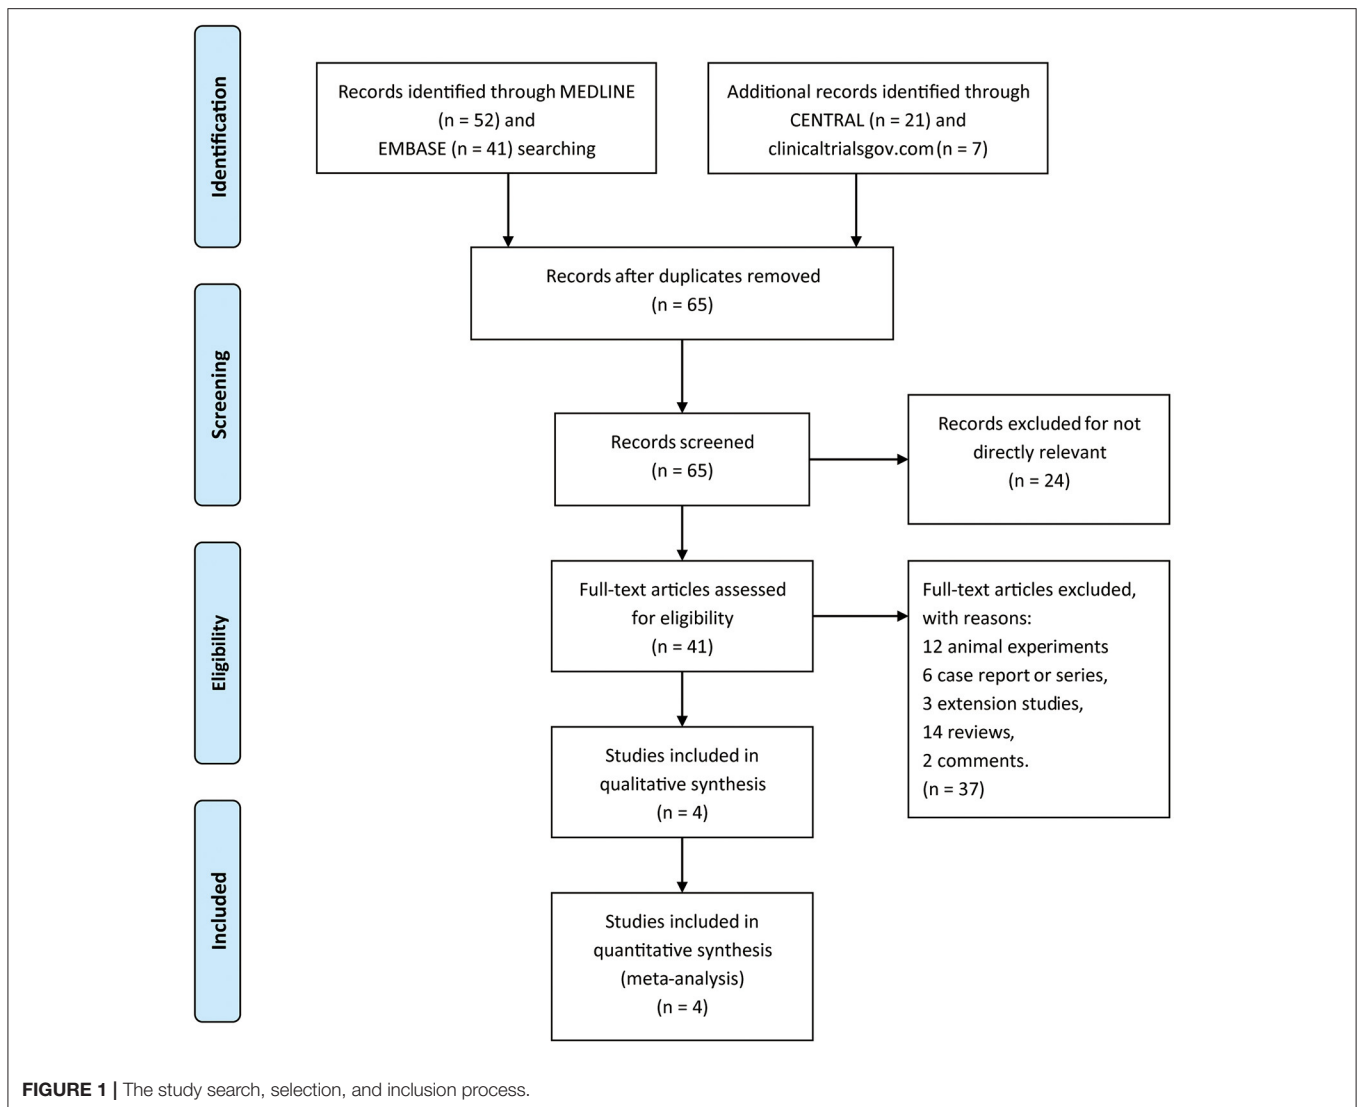 Identification
Records identified through MEDLINE
(n = 52) and
EMBASE (n = 41) searching
Additional records identified through
CENTRAL (n = 21) and
clinicaltrialsgov.com (n = 7)
Records after duplicates removed
(n = 65)
Screening
Records screened
(n = 65)
Records excluded for not
directly relevant
(n = 24)
Eligibility
Full-text articles assessed
for eligibility
(n = 41)
Full-text articles excluded,
with reasons:
12 animal experiments
6 case report or series,
3 extension studies,
14 reviews,
2 comments.
(n = 37)
Studies included in
qualitative synthesis
(n = 4)
Included
Studies included in
quantitative synthesis
(meta-analysis)
(n = 4)
FIGURE 1 | The study search, selection, and inclusion process.